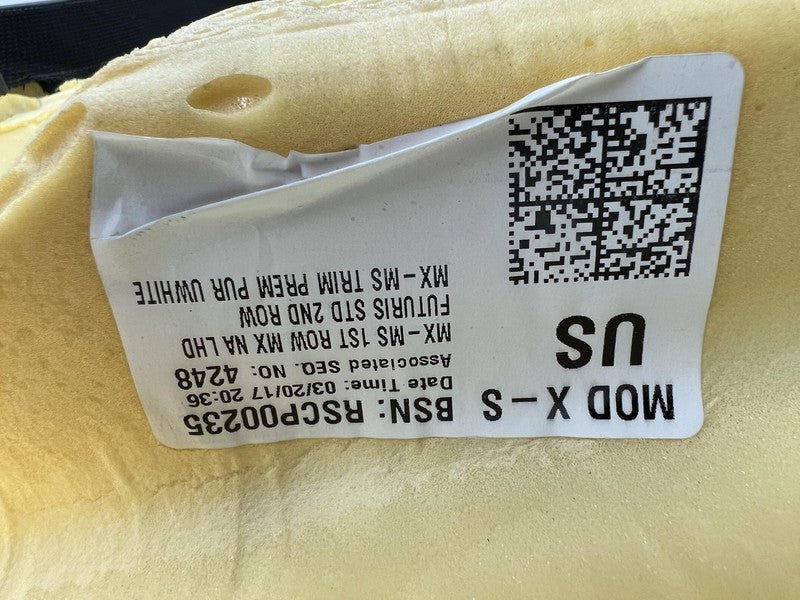 MOD X-S
US
BSN: RSCP00235
Date Time: 03/20/17 20:36
Associated SEQ. NO: 4248
MX-MS 1ST ROW MX NA LHD
FUTURIS STD 2ND ROW
MX-MS TRIM PREM PUR UWHITE